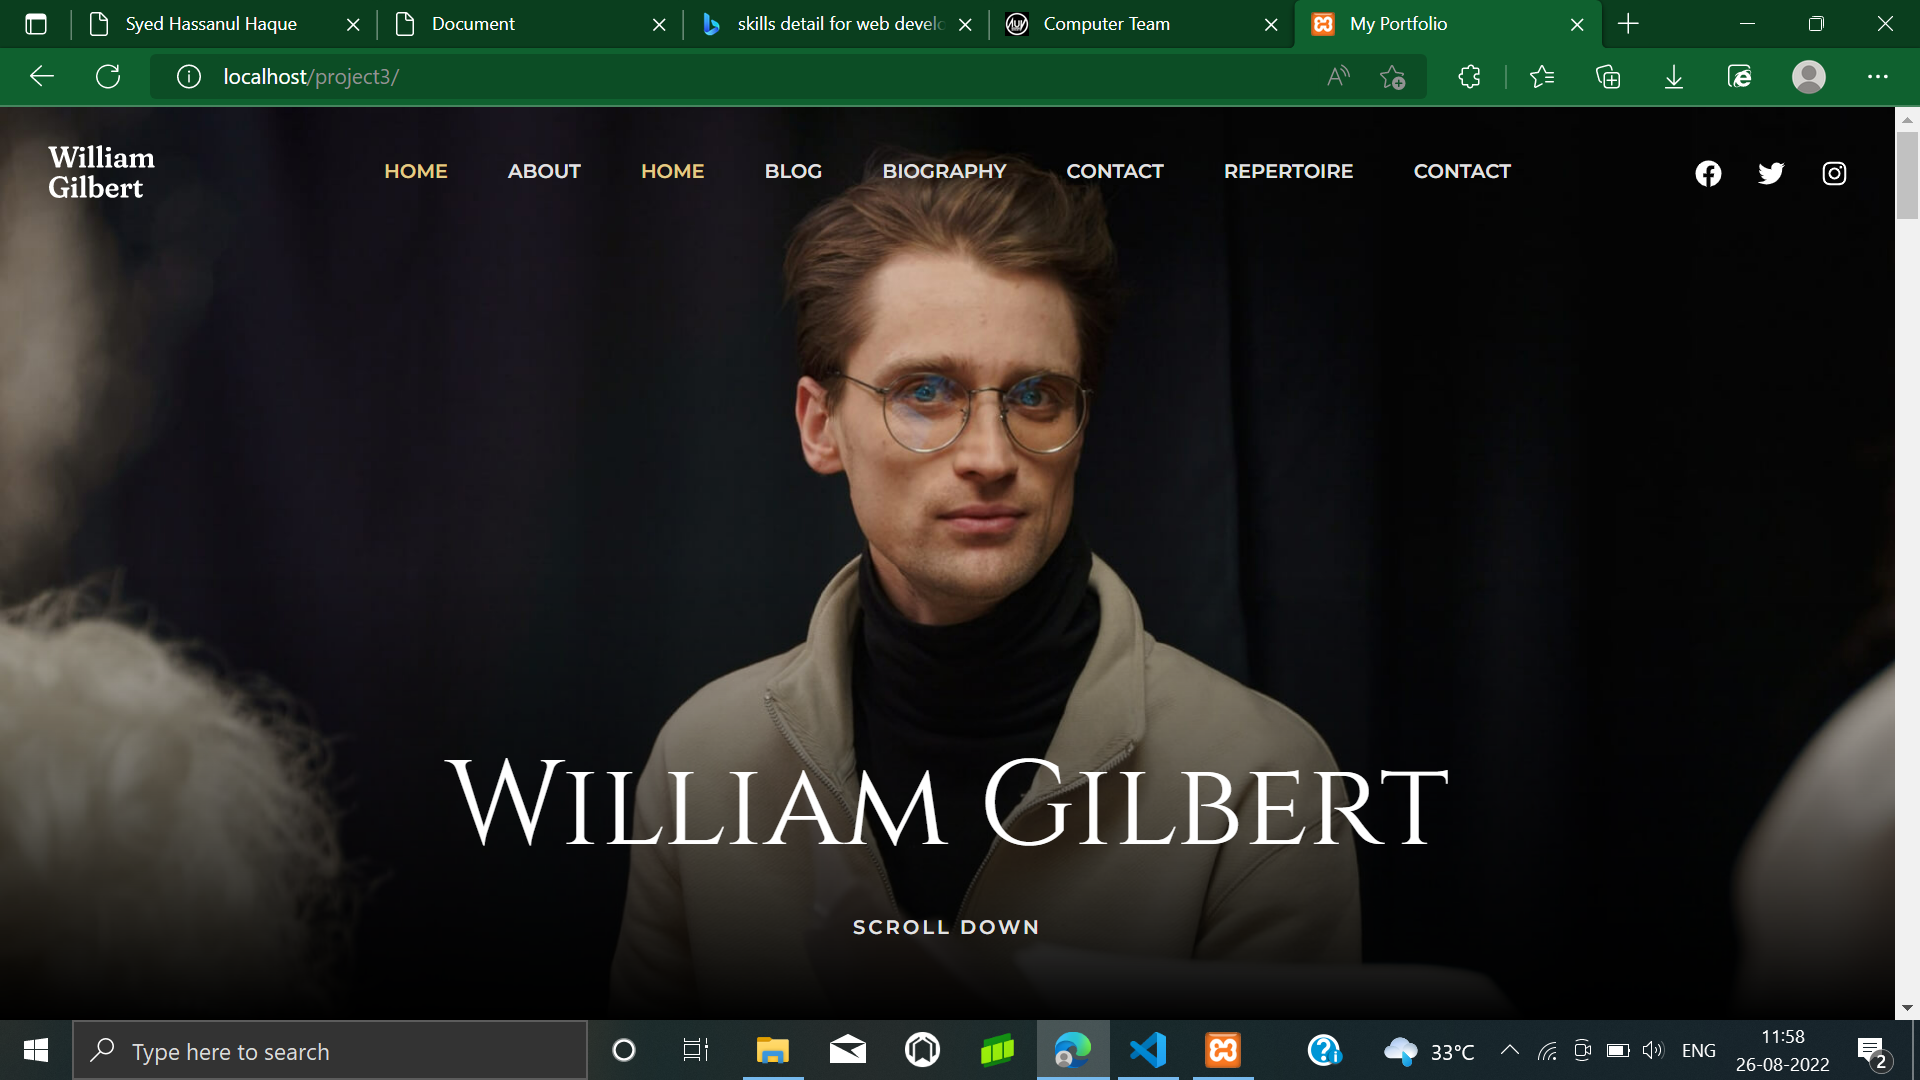 Syed Hassanul Haque
Document
skills detail for web develo
Computer Team
My Portfolio
localhost/project3/
William
Gilbert
HOME
ABOUT
HOME
BLOG
BIOGRAPHY
CONTACT
REPERTOIRE
CONTACT
William Gilbert
SCROLL DOWN
Type here to search
33°C
ENG
11:58
26-08-2022
2